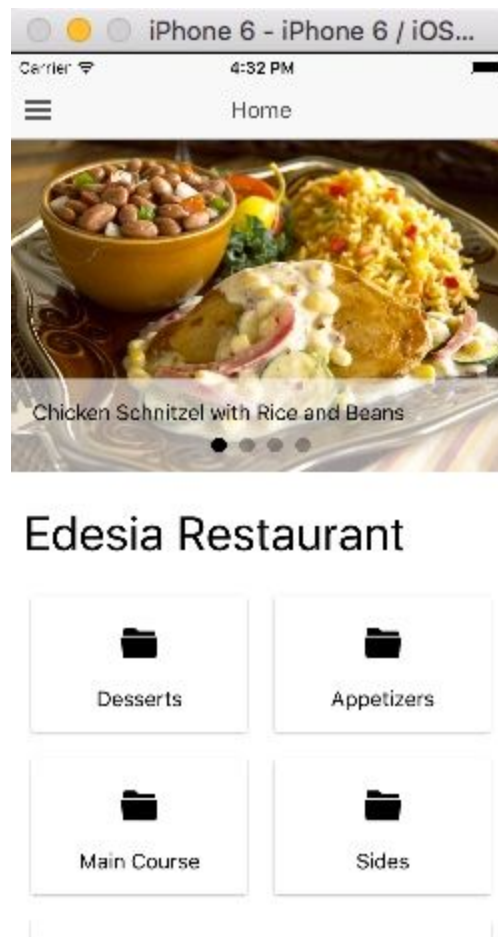 iPhone 6 - iPhone 6 / iOS...
Carrier 4:32 PM
Home
Chicken Schnitzel with Rice and Beans
Edesia Restaurant
Desserts Appetizers
Main Course Sides